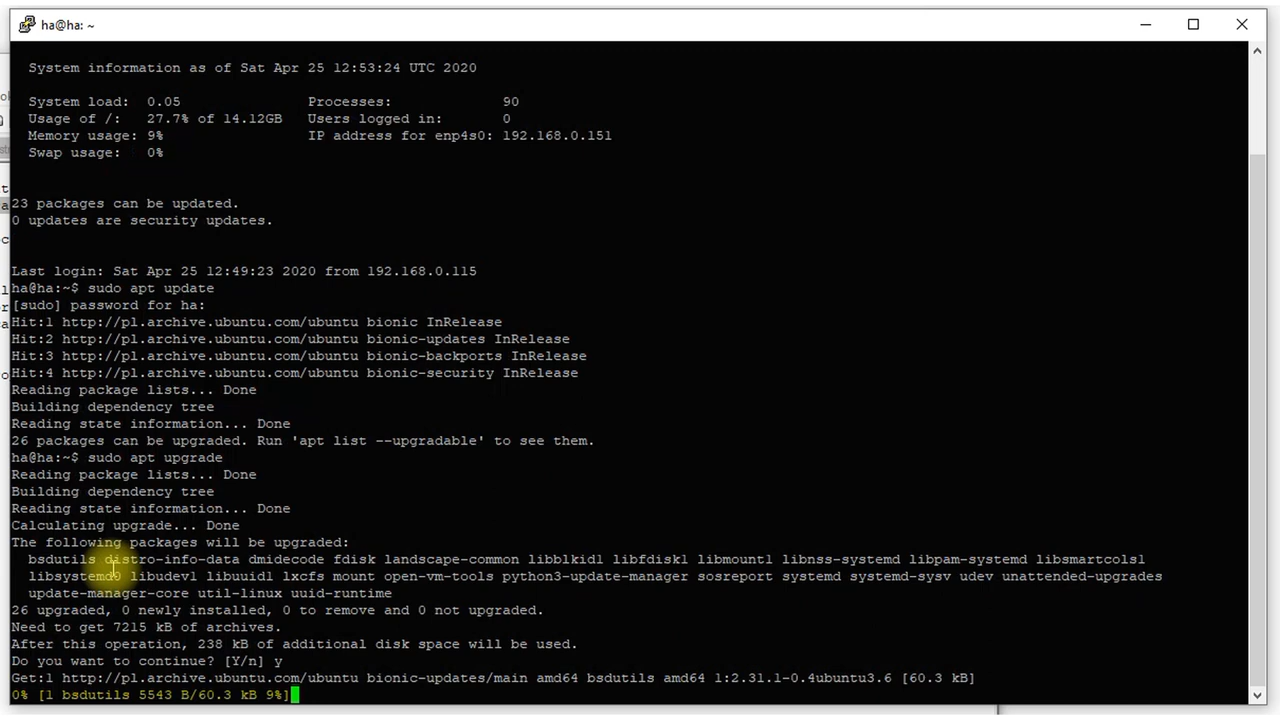 ha@ha: ~
System information as of Sat Apr 25 12:53:24 UTC 2020
System load: 0.05 Processes: 90
Usage of /: 27.7% of 14.12GB Users logged in: 0
Memory usage: 9% IP address for enp4s0: 192.168.0.151
Swap usage: 0%
23 packages can be updated.
0 updates are security updates.
Last login: Sat Apr 25 12:49:23 2020 from 192.168.0.115
ha@ha:~$ sudo apt update
[sudo] password for ha:
Hit:1 http://pl.archive.ubuntu.com/ubuntu bionic InRelease
Hit:2 http://pl.archive.ubuntu.com/ubuntu bionic-updates InRelease
Hit:3 http://pl.archive.ubuntu.com/ubuntu bionic-backports InRelease
Hit:4 http://pl.archive.ubuntu.com/ubuntu bionic-security InRelease
Reading package lists... Done
Building dependency tree
Reading state information... Done
26 packages can be upgraded. Run 'apt list --upgradable' to see them.
ha@ha:~$ sudo apt upgrade
Reading package lists... Done
Building dependency tree
Reading state information... Done
Calculating upgrade... Done
The following packages will be upgraded:
bsdutils distro-info-data dmidecode fdisk landscape-common libblkid1 libfdisk1 libmount1 libnss-systemd libpam-systemd libsmartcols1
libsystemd0 libudev1 libuuid1 lxcfs mount open-vm-tools python3-update-manager sosreport systemd systemd-sysv udev unattended-upgrades
update-manager-core util-linux uuid-runtime
26 upgraded, 0 newly installed, 0 to remove and 0 not upgraded.
Need to get 7215 kB of archives.
After this operation, 238 kB of additional disk space will be used.
Do you want to continue? [Y/n] y
Get:1 http://pl.archive.ubuntu.com/ubuntu bionic-updates/main amd64 bsdutils amd64 1:2.31.1-0.4ubuntu3.6 [60.3 kB]
0% [1 bsdutils 5543 B/60.3 kB 9%]